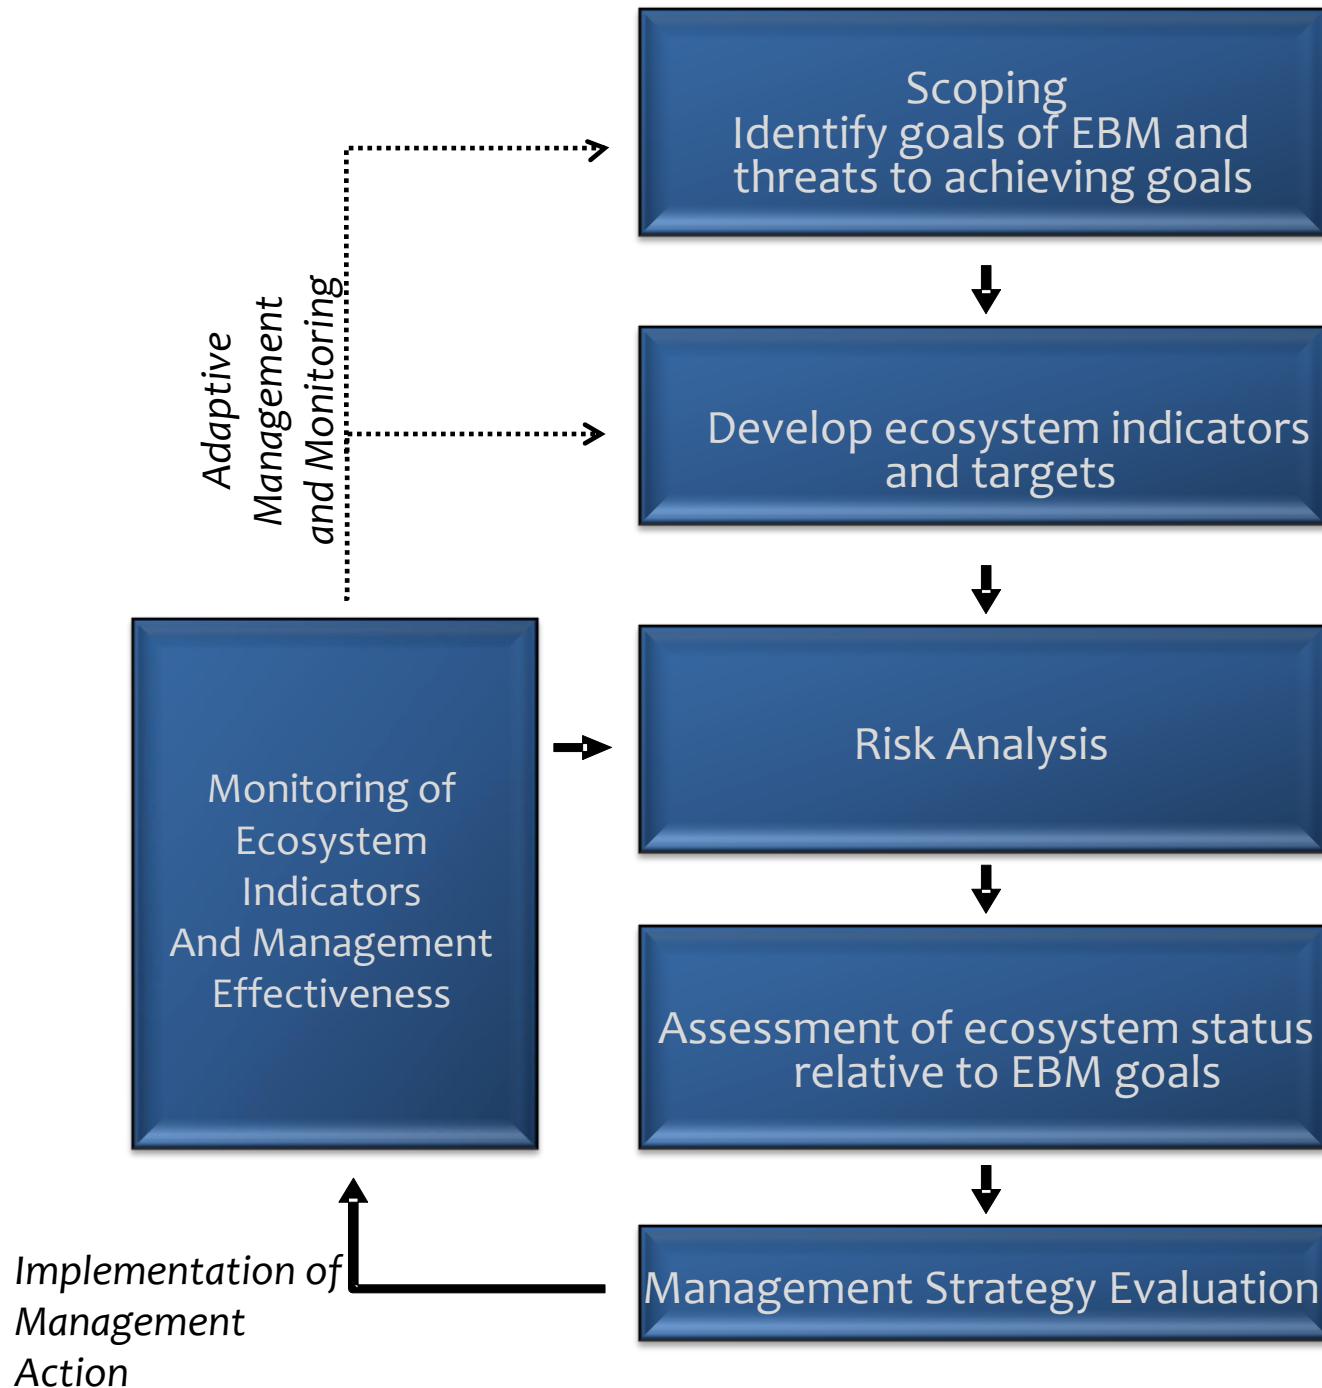 Scoping
Identify goals of EBM and
threats to achieving goals
Adaptive
Management
and Monitoring
Develop ecosystem indicators
and targets
Risk Analysis
Monitoring of
Ecosystem
Indicators
And Management
Effectiveness
Assessment of ecosystem status
relative to EBM goals
Management Strategy Evaluation
Implementation of
Management
Action